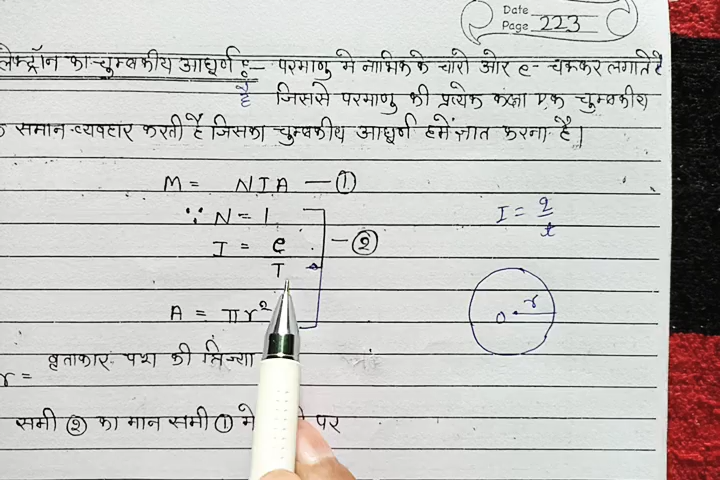 Date
Page 223
लेक्ट्रॉन का चुम्बकीय आघूर्ण :- परमाणु मे नाभिक के चारो ओर e- चक्कर लगाते है
है जिससे परमाणु की प्रत्येक कक्षा एक चुम्बकीय
के समान व्यवहार करती है जिसका चुम्बकीय आघूर्ण हमें ज्ञात करना है।
M = NIA — ①
∵ N = 1
I = q/t
I = e/T — ②
A = πr²
r
O
वृताकार पथ की त्रिज्या
r =
समी ② का मान समी ① मे पर